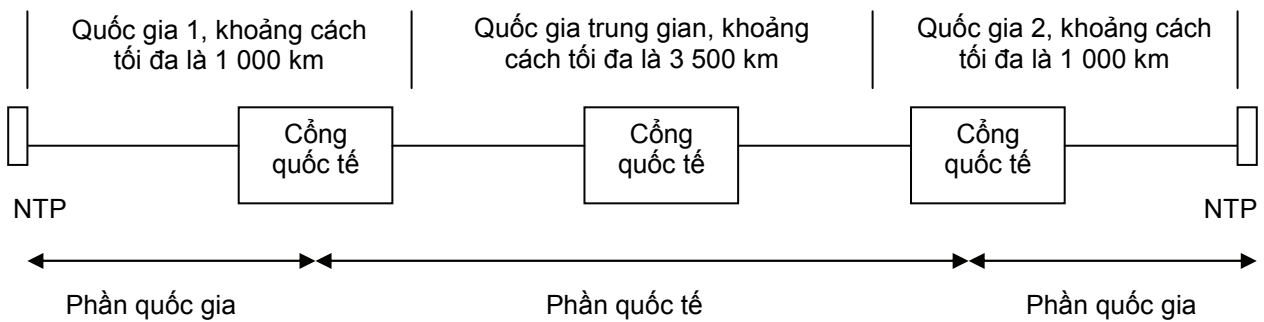 Quốc gia 1, khoảng cách
tối đa là 1 000 km
Quốc gia trung gian, khoảng
cách tối đa là 3 500 km
Quốc gia 2, khoảng cách
tối đa là 1 000 km
Cổng
quốc tế
Cổng
quốc tế
Cổng
quốc tế
NTP
NTP
Phần quốc gia
Phần quốc tế
Phần quốc gia